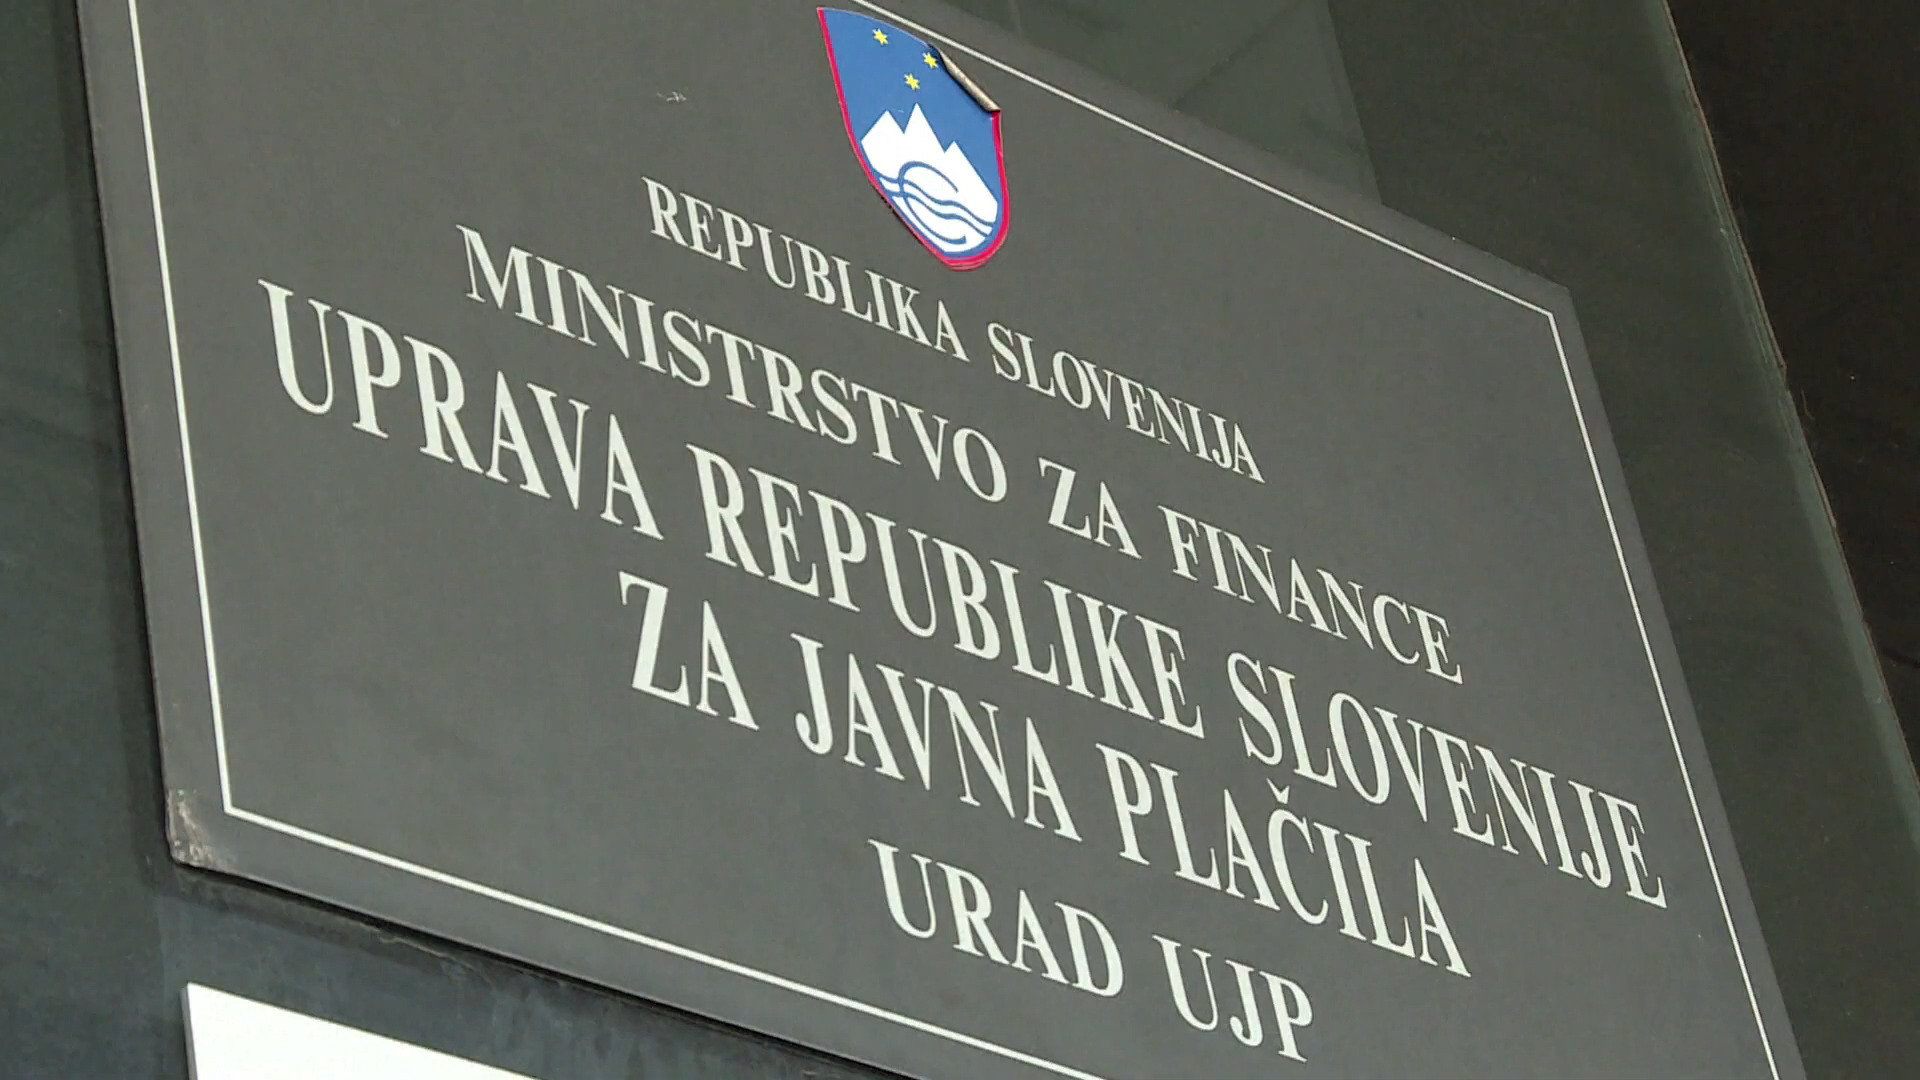 REPUBLIKA SLOVENIJA
MINISTRSTVO ZA FINANCE
UPRAVA REPUBLIKE SLOVENIJE
ZA JAVNA PLAČILA
URAD UJP